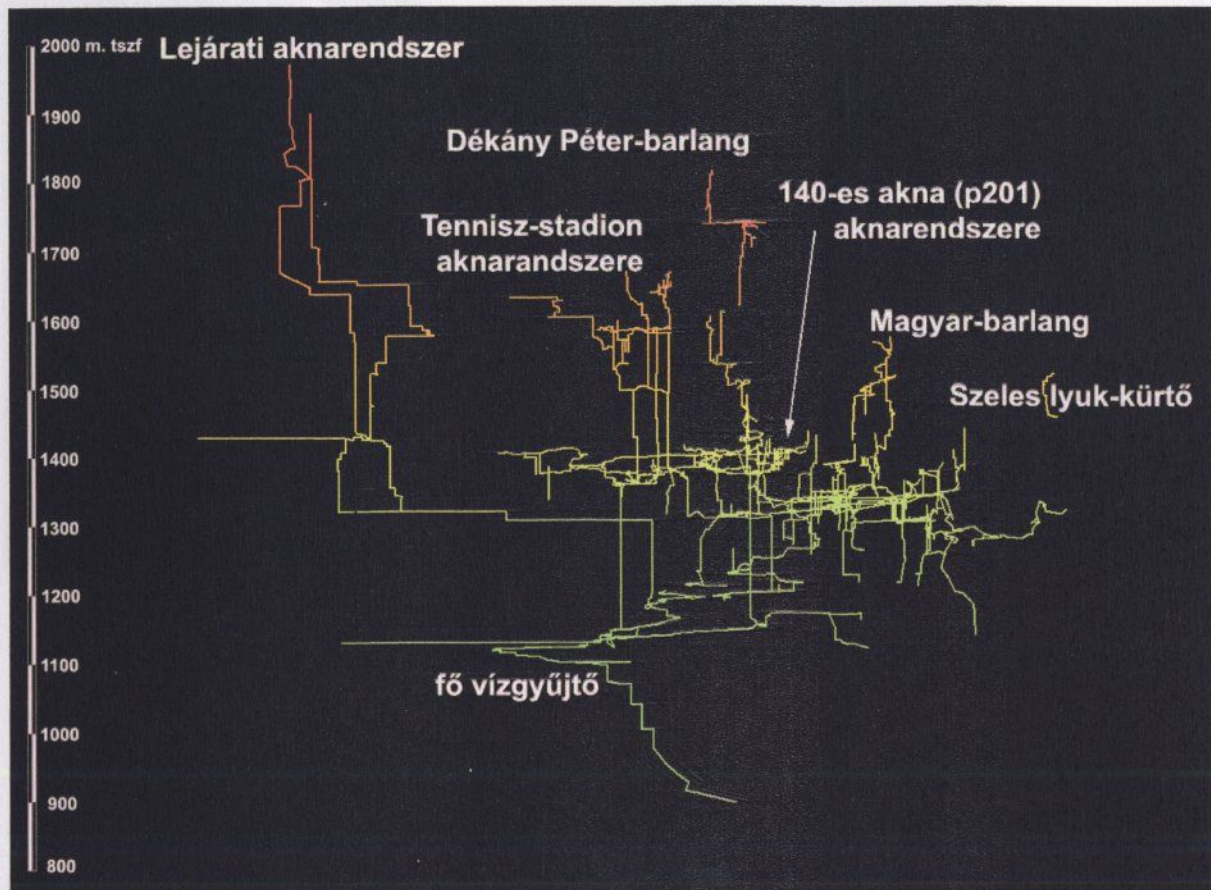 2000 m. tszf
Lejárati aknarendszer
1900
Dékány Péter-barlang
1800
140-es akna (p201)
aknarendszere
Tennisz-stadion
aknarandszere
1700
1600
Magyar-barlang
1500
Szeles lyuk-kürtő
1400
1300
1200
1100
fő vízgyűjtő
1000
900
800